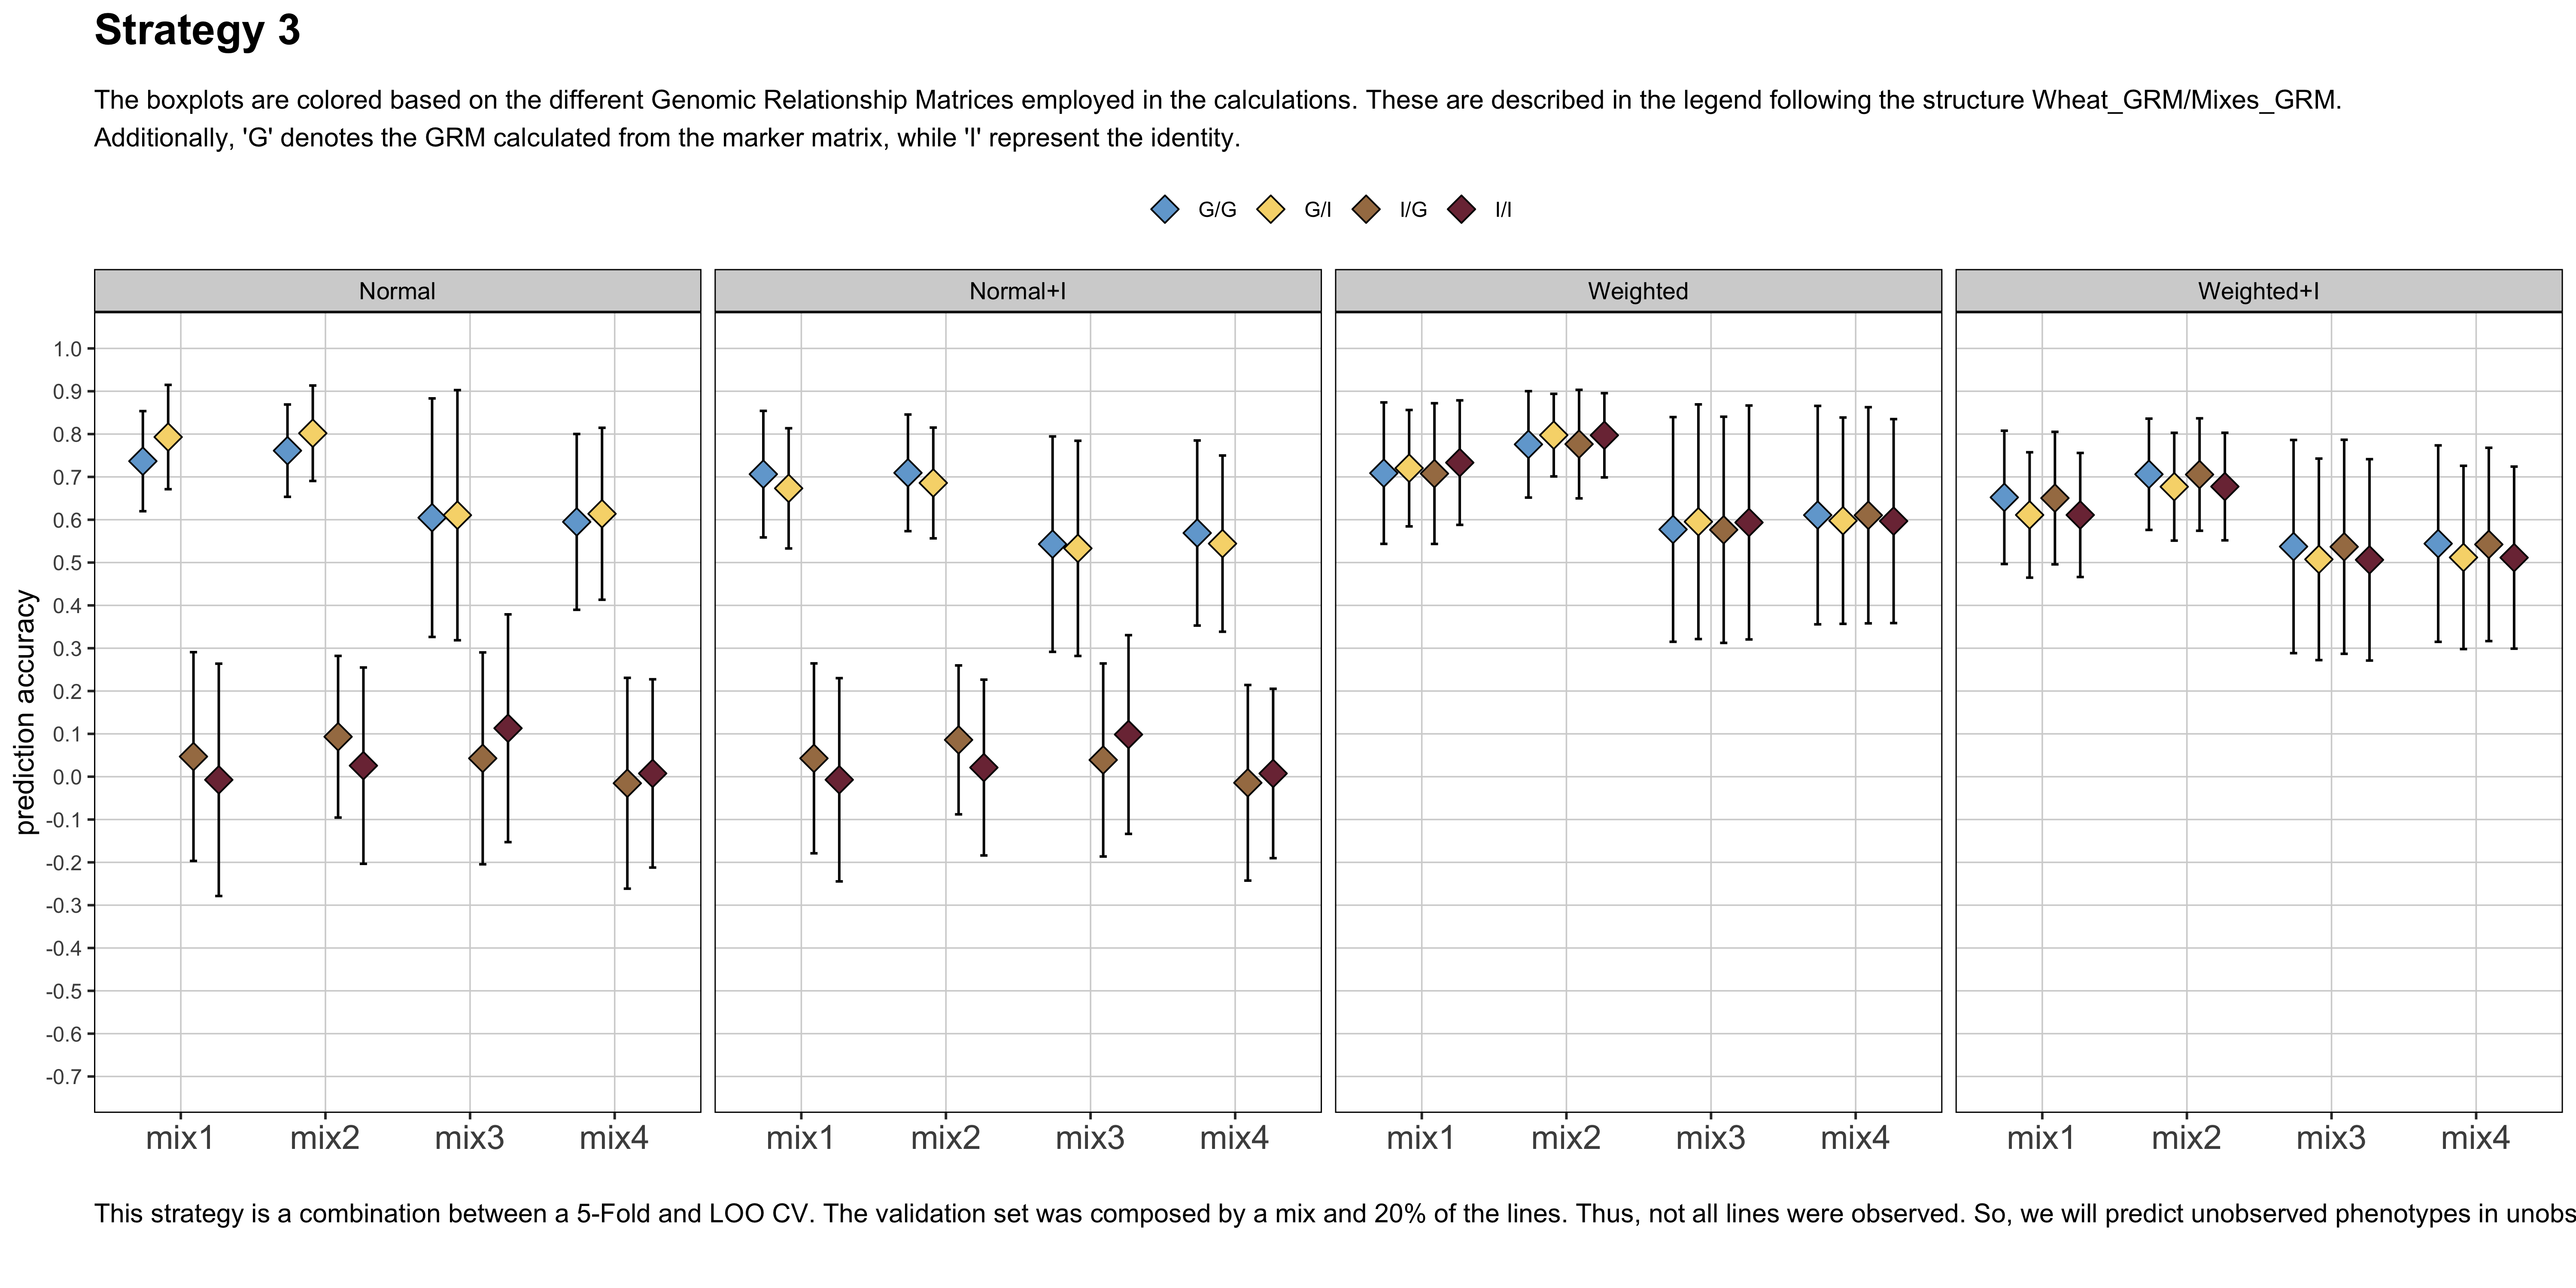 Strategy 3
The boxplots are colored based on the different Genomic Relationship Matrices employed in the calculations. These are described in the legend following the structure Wheat_GRM/Mixes_GRM.
Additionally, 'G' denotes the GRM calculated from the marker matrix, while 'I' represent the identity.
G/G G/I I/G I/I
Normal Normal+I Weighted Weighted+I
prediction accuracy
1.0
0.9
0.8
0.7
0.6
0.5
0.4
0.3
0.2
0.1
0.0
-0.1
-0.2
-0.3
-0.4
-0.5
-0.6
-0.7
mix1 mix2 mix3 mix4 mix1 mix2 mix3 mix4 mix1 mix2 mix3 mix4 mix1 mix2 mix3 mix4
This strategy is a combination between a 5-Fold and LOO CV. The validation set was composed by a mix and 20% of the lines. Thus, not all lines were observed. So, we will predict unobserved phenotypes in